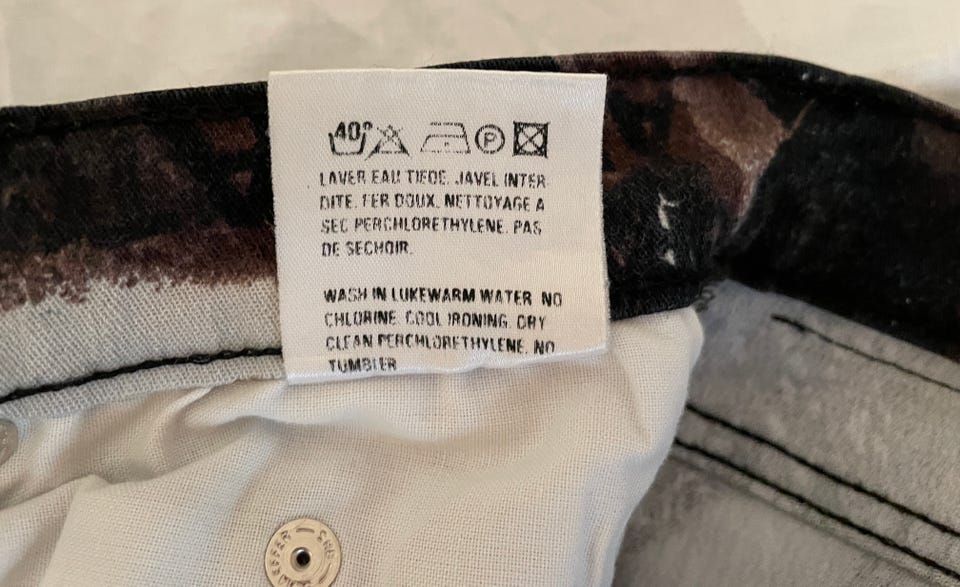 40°
P
LAVER EAU TIEDE. JAVEL INTER-
DITE. FER DOUX. NETTOYAGE A
SEC PERCHLORETHYLENE. PAS
DE SECHOIR.
WASH IN LUKEWARM WATER. NO
CHLORINE. COOL IRONING. DRY
CLEAN PERCHLORETHYLENE. NO
TUMBLER